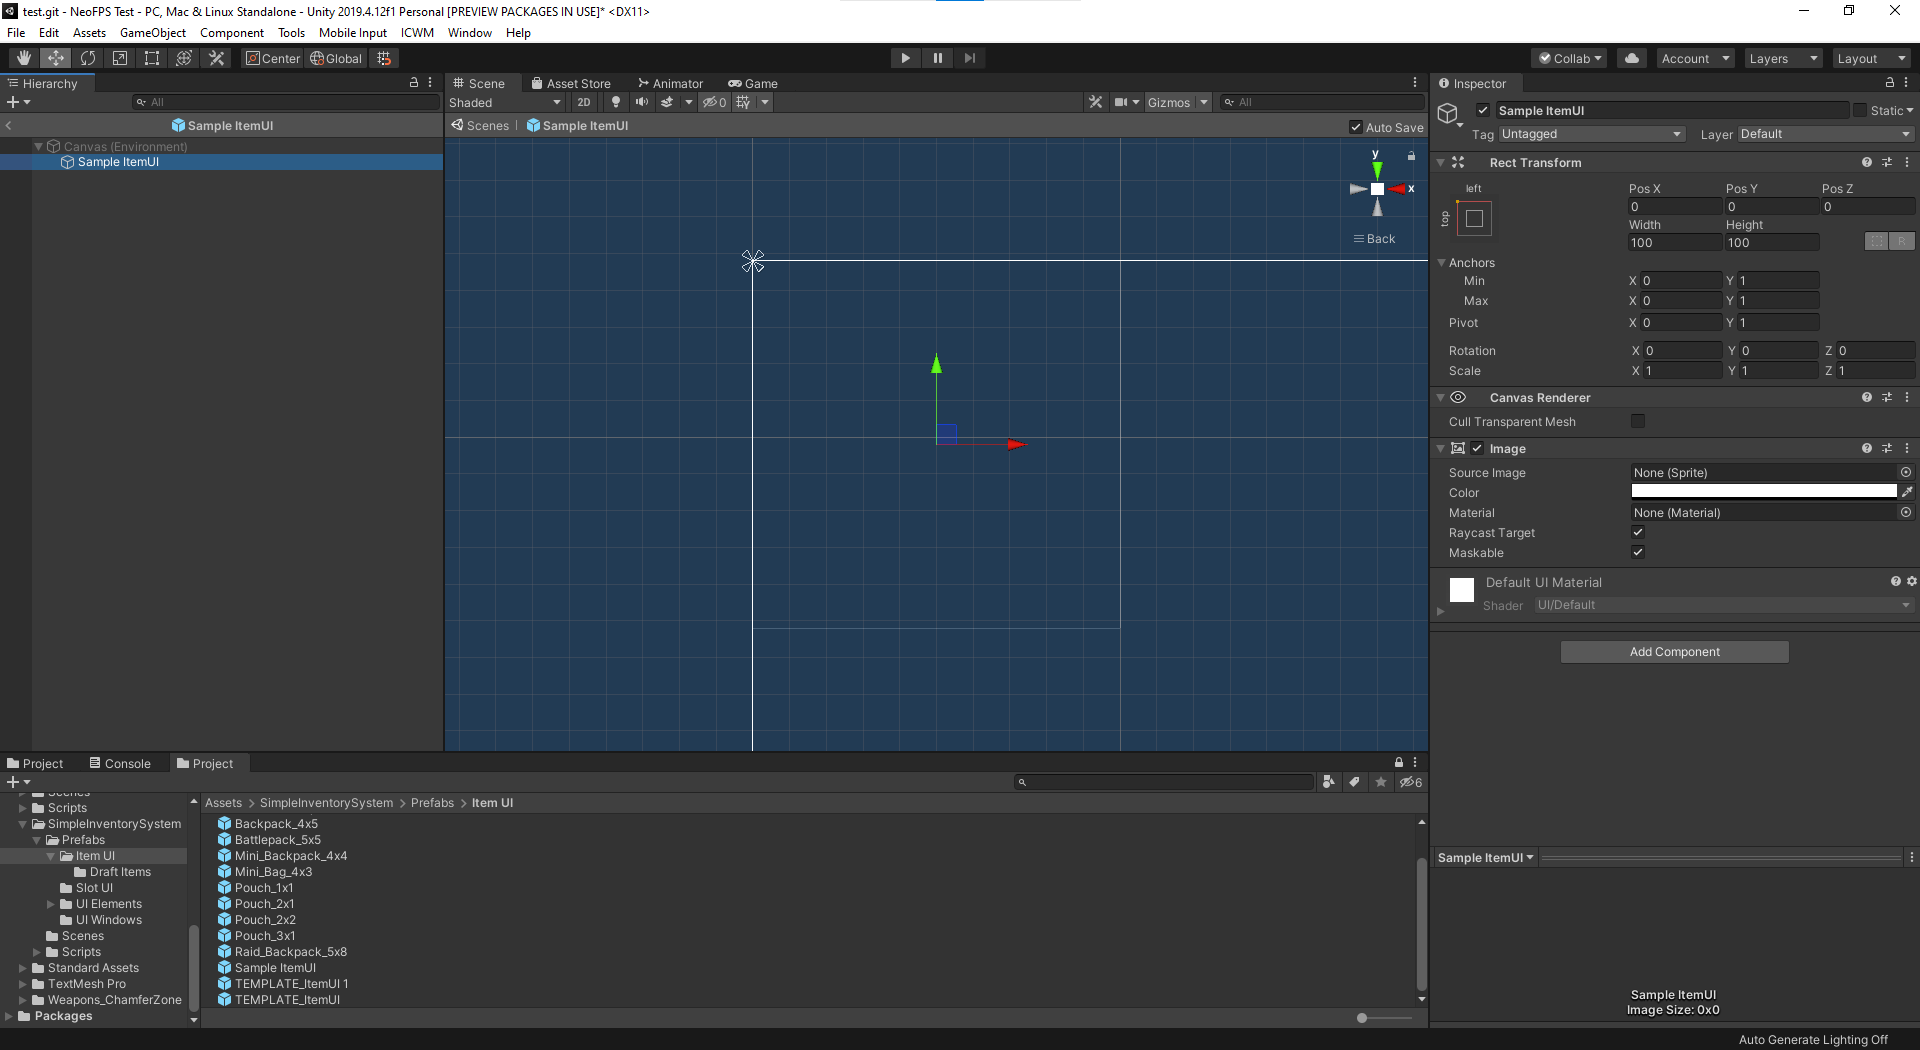 test.git - NeoFPS Test - PC, Mac & Linux Standalone - Unity 2019.4.12f1 Personal [PREVIEW PACKAGES IN USE]* <DX11>
File Edit Assets GameObject Component Tools Mobile Input ICWM Window Help
Center Global Collab Account Layers Layout
Hierarchy
All
Sample ItemUI
Canvas (Environment)
Sample ItemUI
Scene Asset Store Animator Game
Shaded 2D 0 Gizmos All
Scenes Sample ItemUI Auto Save
y
x
Back
Inspector
Sample ItemUI Static
Tag Untagged Layer Default
Rect Transform
left
top
Pos X Pos Y Pos Z
0 0 0
Width Height
100 100 R
Anchors
Min X 0 Y 1
Max X 0 Y 1
Pivot X 0 Y 1
Rotation X 0 Y 0 Z 0
Scale X 1 Y 1 Z 1
Canvas Renderer
Cull Transparent Mesh
Image
Source Image None (Sprite)
Color
Material None (Material)
Raycast Target
Maskable
Default UI Material
Shader UI/Default
Add Component
Sample ItemUI
Sample ItemUI
Image Size: 0x0
Project Console Project
6
Scenes
Scripts
SimpleInventorySystem
Prefabs
Item UI
Draft Items
Slot UI
UI Elements
UI Windows
Scenes
Scripts
Standard Assets
TextMesh Pro
Weapons_ChamferZone
Packages
Assets > SimpleInventorySystem > Prefabs > Item UI
Backpack_4x5
Battlepack_5x5
Mini_Backpack_4x4
Mini_Bag_4x3
Pouch_1x1
Pouch_2x1
Pouch_2x2
Pouch_3x1
Raid_Backpack_5x8
Sample ItemUI
TEMPLATE_ItemUI 1
TEMPLATE_ItemUI
Auto Generate Lighting Off